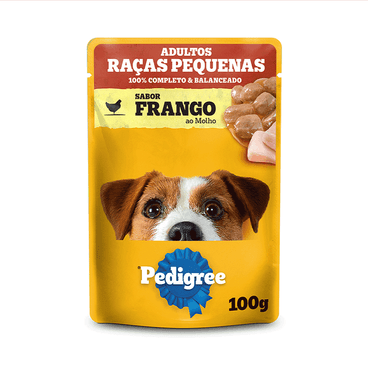 ADULTOS
RAÇAS PEQUENAS
100% COMPLETO & BALANCEADO
SABOR
FRANGO
ao Molho
Pedigree
100g